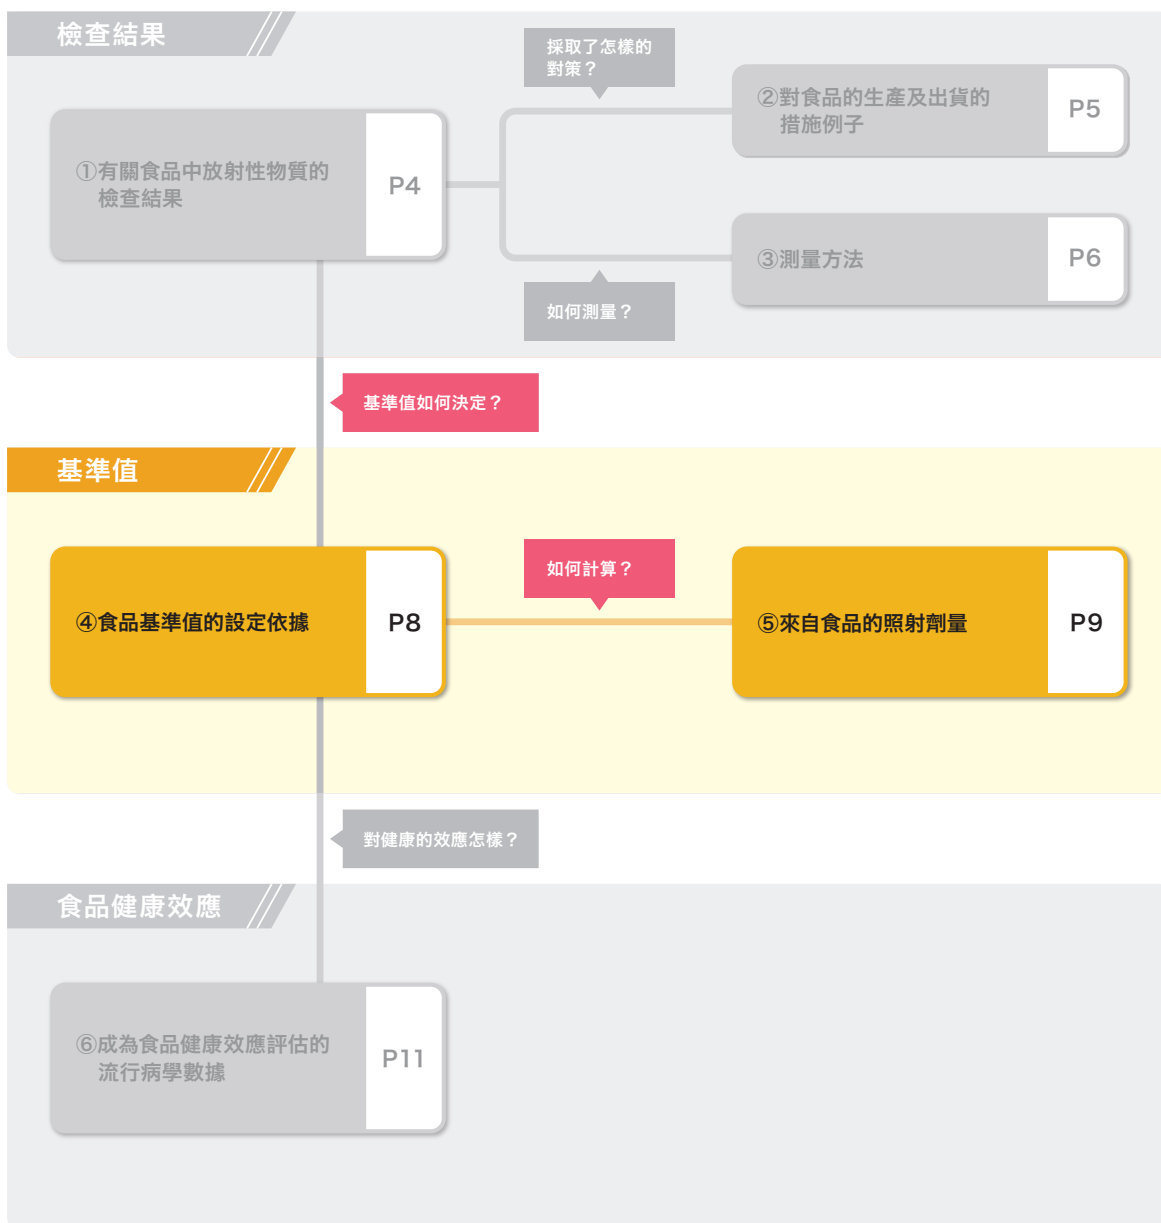 檢查結果
採取了怎樣的
對策？
②對食品的生產及出貨的
措施例子
P5
①有關食品中放射性物質的
檢查結果
P4
③測量方法
P6
如何測量？
基準值如何決定？
基準值
如何計算？
④食品基準值的設定依據
P8
⑤來自食品的照射劑量
P9
對健康的效應怎樣？
食品健康效應
⑥成為食品健康效應評估的
流行病學數據
P11